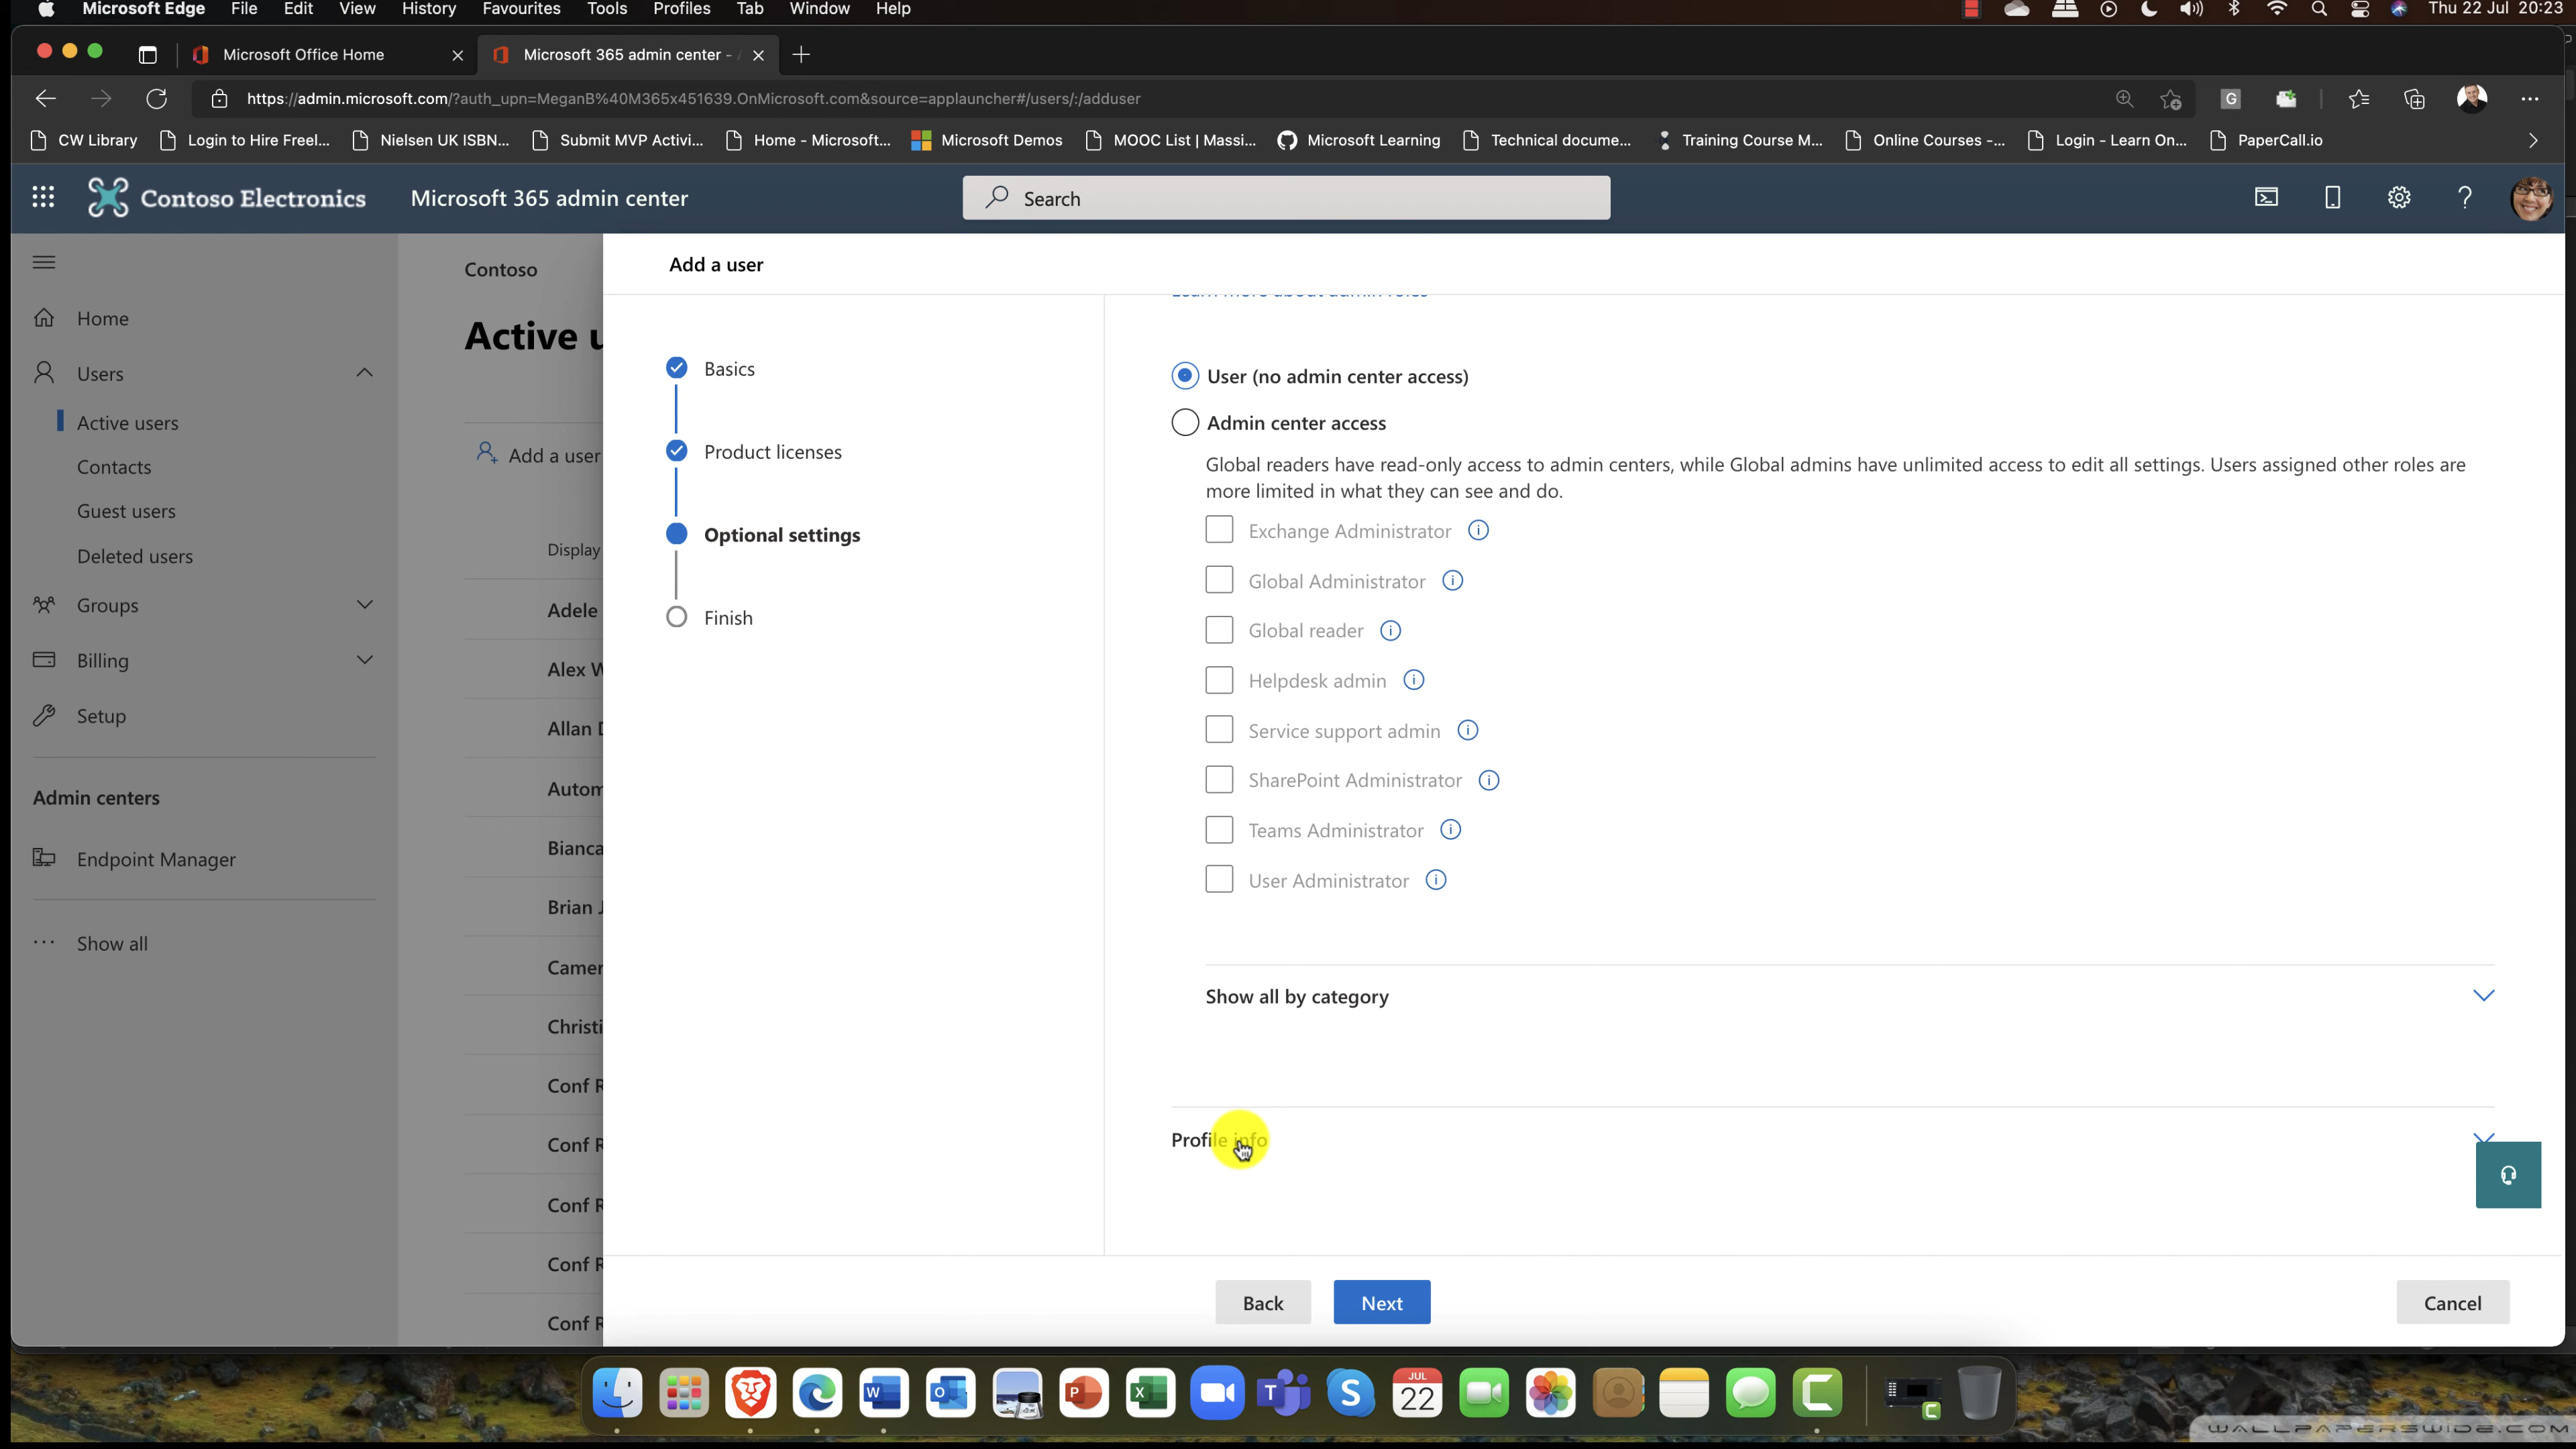 Microsoft Edge File Edit View History Favourites Tools Profiles Tab Window Help Thu 22 Jul 20:23
Microsoft Office Home Microsoft 365 admin center -
https://admin.microsoft.com/?auth_upn=MeganB%40M365x451639.OnMicrosoft.com&source=applauncher#/users/:/adduser G
CW Library Login to Hire Freel... Nielsen UK ISBN... Submit MVP Activi... Home - Microsoft... Microsoft Demos MOOC List | Massi... Microsoft Learning Technical docume... Training Course M... Online Courses -... Login - Learn On... PaperCall.io
Contoso Electronics Microsoft 365 admin center Search
Contoso
Add a user
Learn more about admin roles
Home
Active u
Users
Basics
User (no admin center access)
Active users
Admin center access
Add a user
Product licenses
Contacts
Global readers have read-only access to admin centers, while Global admins have unlimited access to edit all settings. Users assigned other roles are
more limited in what they can see and do.
Guest users
Optional settings
Exchange Administrator
Display
Deleted users
Global Administrator
Groups
Adele
Finish
Global reader
Billing
Alex W
Helpdesk admin
Setup
Allan D
Service support admin
Autom
SharePoint Administrator
Admin centers
Teams Administrator
Bianca
Endpoint Manager
User Administrator
Brian J
Show all
Camer
Show all by category
Christi
Conf R
Profile info
Conf R
Conf R
Conf R
Conf R
Back Next Cancel
W O P X T S JUL 22 C
WALLPAPERSWIDE.COM